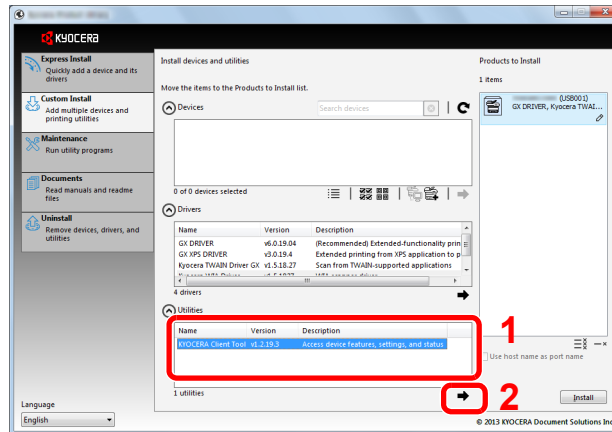 KYOCERA
Express Install
Quickly add a device and its
drivers
Custom Install
Add multiple devices and
printing utilities
Maintenance
Run utility programs
Documents
Read manuals and readme
files
Uninstall
Remove devices, drivers, and
utilities
Language
English
Install devices and utilities
Move the items to the Products to Install list.
Devices
Search devices
0 of 0 devices selected
Drivers
Name Version Description
GX DRIVER v6.0.19.04 (Recommended) Extended-functionality prin
GX XPS DRIVER v3.0.19.4 Extended printing from XPS application to p
Kyocera TWAIN Driver GX v1.5.18.27 Scan from TWAIN-supported applications
4 drivers
Utilities
Name Version Description
KYOCERA Client Tool v1.2.19.3 Access device features, settings, and status
1 utilities
1
2
Products to Install
1 items
(USB001)
GX DRIVER, Kyocera TWAI...
Use host name as port name
Install
© 2013 KYOCERA Document Solutions Inc